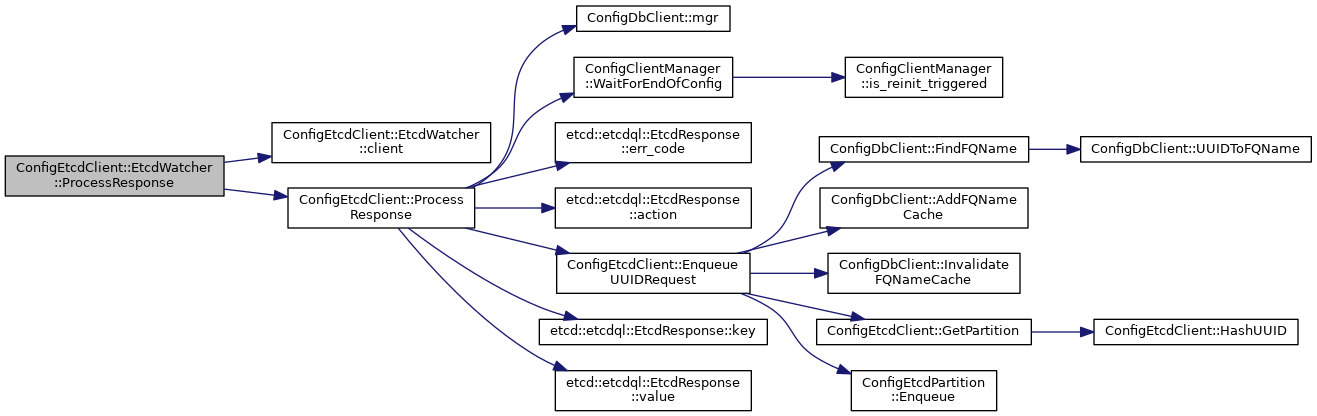 ConfigEtcdClient::EtcdWatcher
::ProcessResponse
ConfigEtcdClient::EtcdWatcher
::client
ConfigEtcdClient::Process
Response
ConfigDbClient::mgr
ConfigClientManager
::WaitForEndOfConfig
ConfigClientManager
::is_reinit_triggered
etcd::etcdql::EtcdResponse
::err_code
etcd::etcdql::EtcdResponse
::action
ConfigEtcdClient::Enqueue
UUIDRequest
ConfigDbClient::FindFQName
ConfigDbClient::UUIDToFQName
ConfigDbClient::AddFQName
Cache
ConfigDbClient::Invalidate
FQNameCache
ConfigEtcdClient::GetPartition
ConfigEtcdClient::HashUUID
ConfigEtcdPartition
::Enqueue
etcd::etcdql::EtcdResponse::key
etcd::etcdql::EtcdResponse
::value